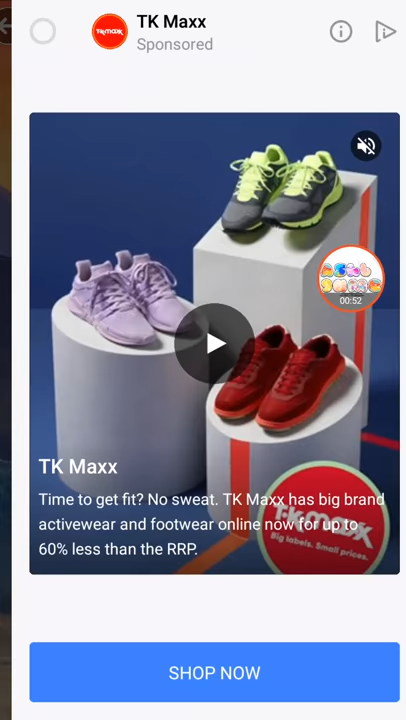 TK Maxx
Sponsored
T·K·maxx
00:52
TK Maxx
Time to get fit? No sweat. TK Maxx has big brand
activewear and footwear online now for up to
60% less than the RRP.
T·K·maxx
Big labels. Small prices.
SHOP NOW